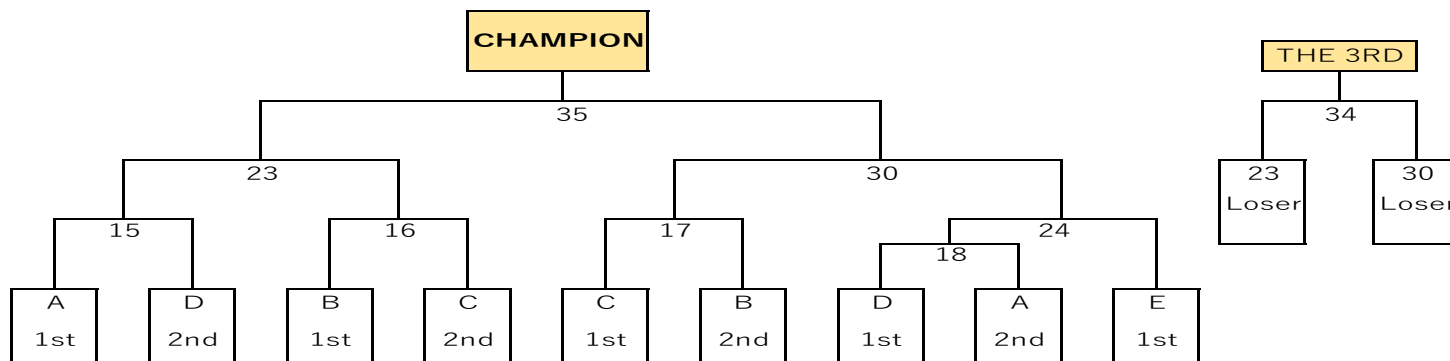 CHAMPION
THE 3RD
35
34
23
30
23
Loser
30
Loser
15
16
17
24
18
A
1st
D
2nd
B
1st
C
2nd
C
1st
B
2nd
D
1st
A
2nd
E
1st